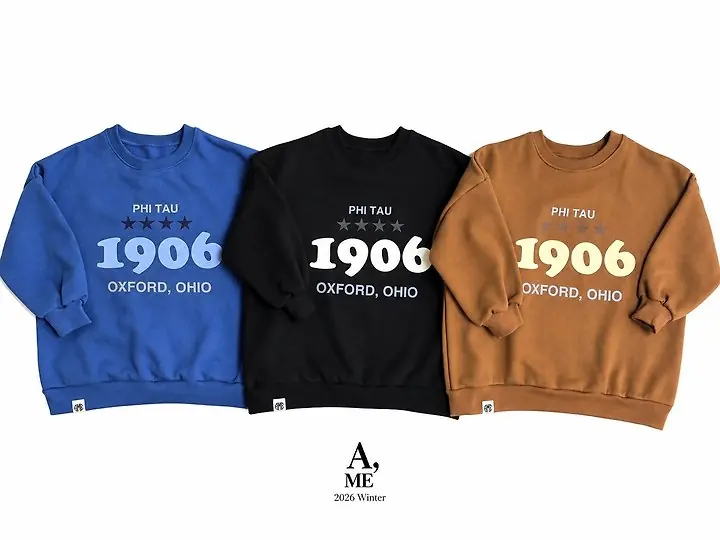 PHI TAU
★★★★
1906
OXFORD, OHIO
PHI TAU
★★★★
1906
OXFORD, OHIO
PHI TAU
★★★★
1906
OXFORD, OHIO
A,
ME
2026 Winter